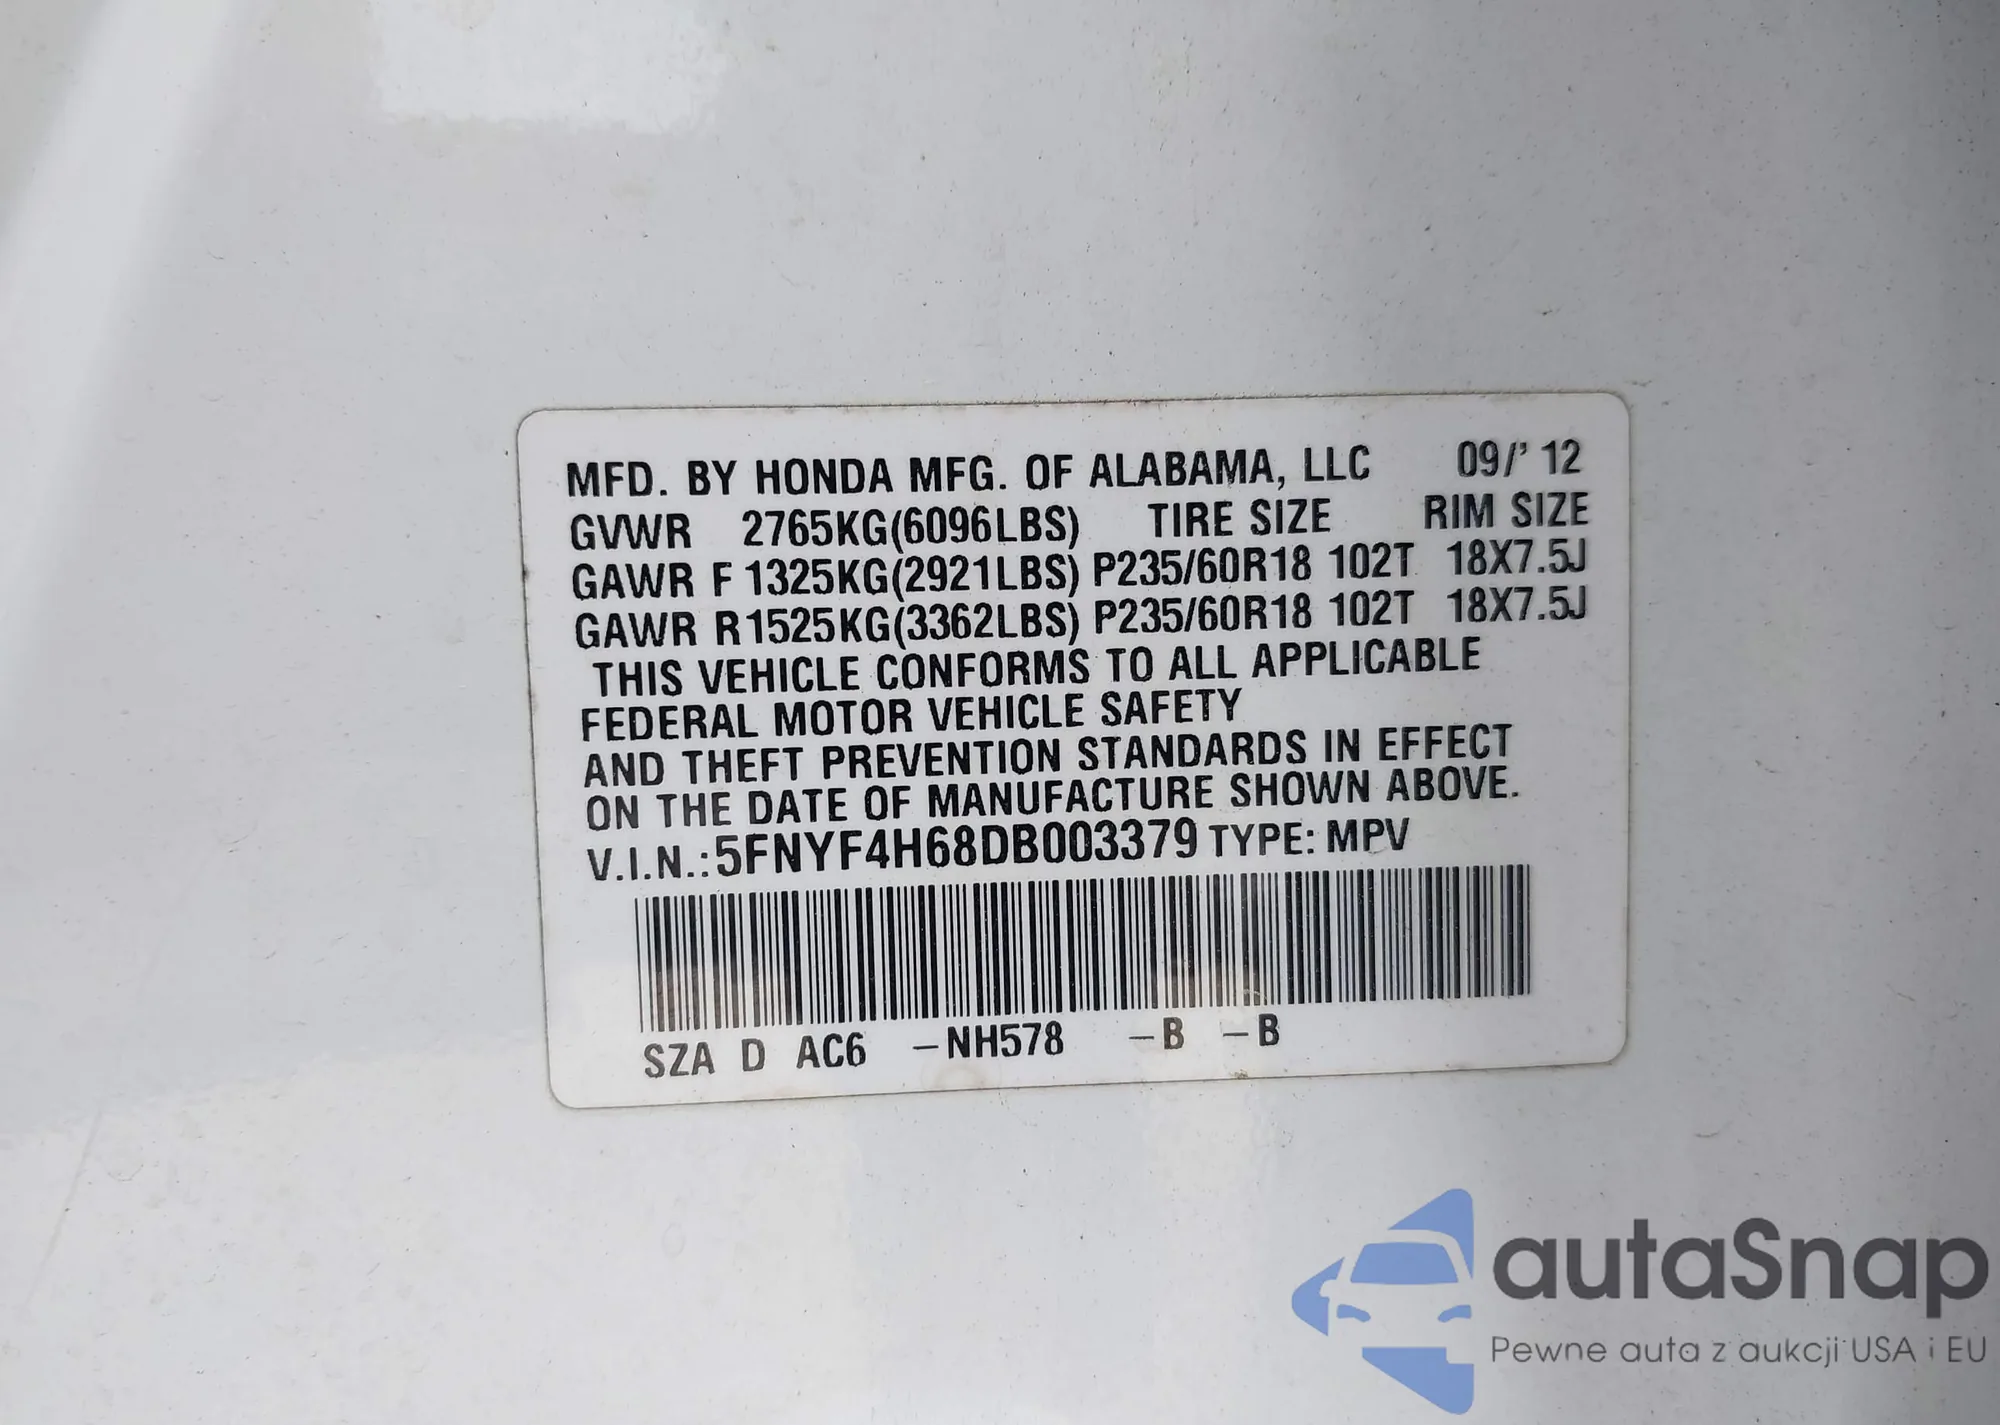 MFD. BY HONDA MFG. OF ALABAMA, LLC 09/' 12
GVWR 2765KG(6096LBS) TIRE SIZE RIM SIZE
GAWR F 1325KG(2921LBS) P235/60R18 102T 18X7.5J
GAWR R 1525KG(3362LBS) P235/60R18 102T 18X7.5J
THIS VEHICLE CONFORMS TO ALL APPLICABLE
FEDERAL MOTOR VEHICLE SAFETY
AND THEFT PREVENTION STANDARDS IN EFFECT
ON THE DATE OF MANUFACTURE SHOWN ABOVE.
V.I.N.: 5FNYF4H68DB003379 TYPE: MPV
SZA D AC6 –NH578 –B –B
autaSnap
Pewne auta z aukcji USA i EU